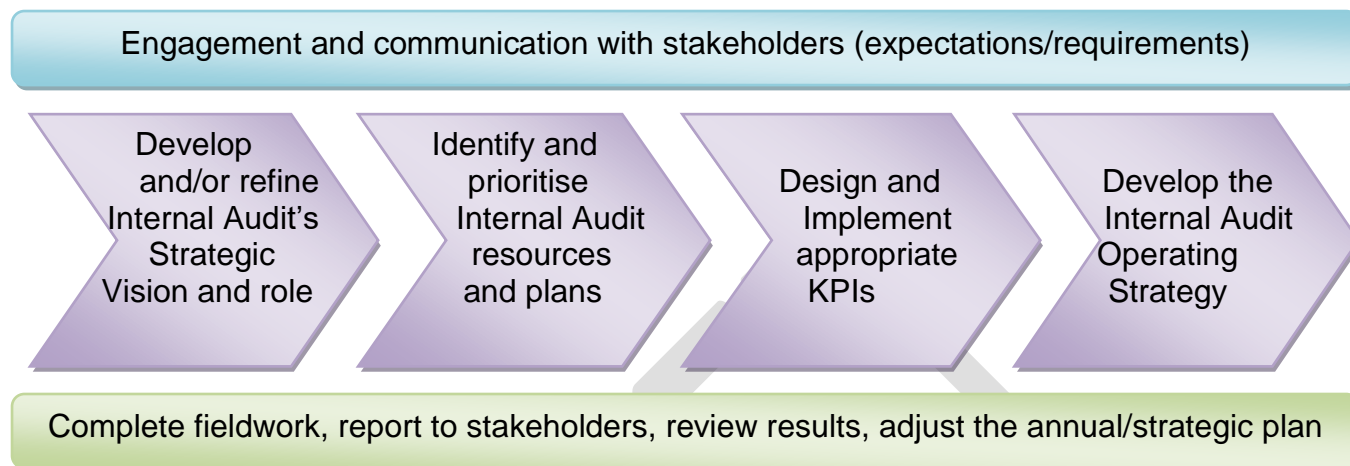 Engagement and communication with stakeholders (expectations/requirements)
Develop
and/or refine
Internal Audit’s
Strategic
Vision and role
Identify and
prioritise
Internal Audit
resources
and plans
Design and
Implement
appropriate
KPIs
Develop the
Internal Audit
Operating
Strategy
Complete fieldwork, report to stakeholders, review results, adjust the annual/strategic plan